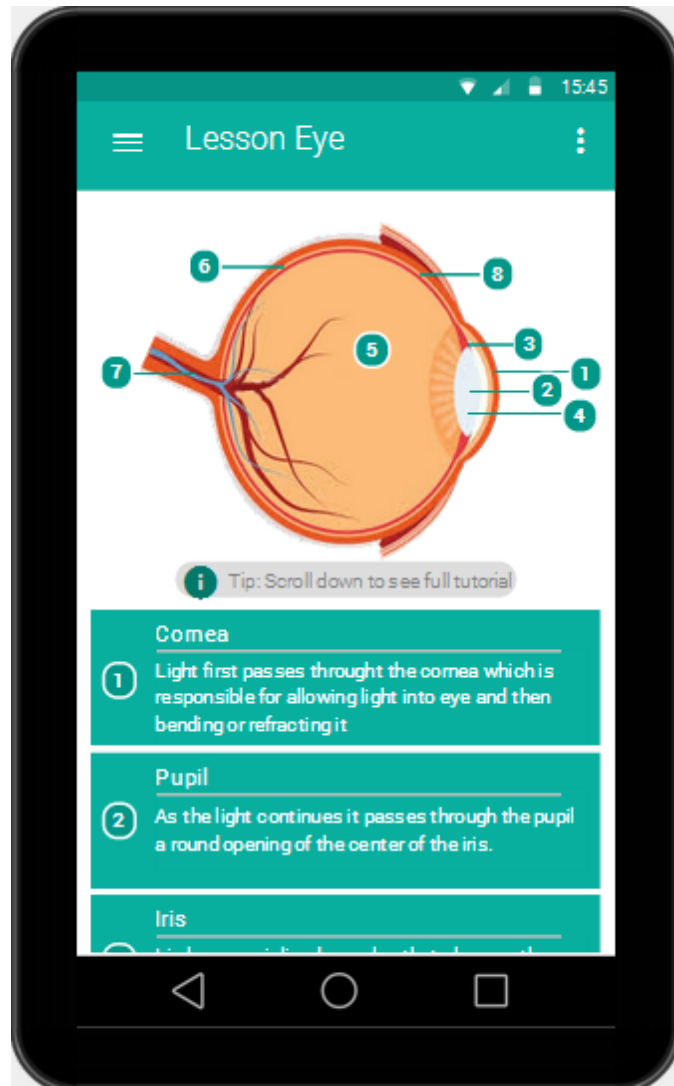 15:45
Lesson Eye
6
8
3
5
1
7
2
4
i Tip: Scroll down to see full tutorial
Cornea
1
Light first passes throught the cornea which is
responsible for allowing light into eye and then
bending or refracting it
Pupil
2
As the light continues it passes through the pupil
a round opening of the center of the iris.
Iris